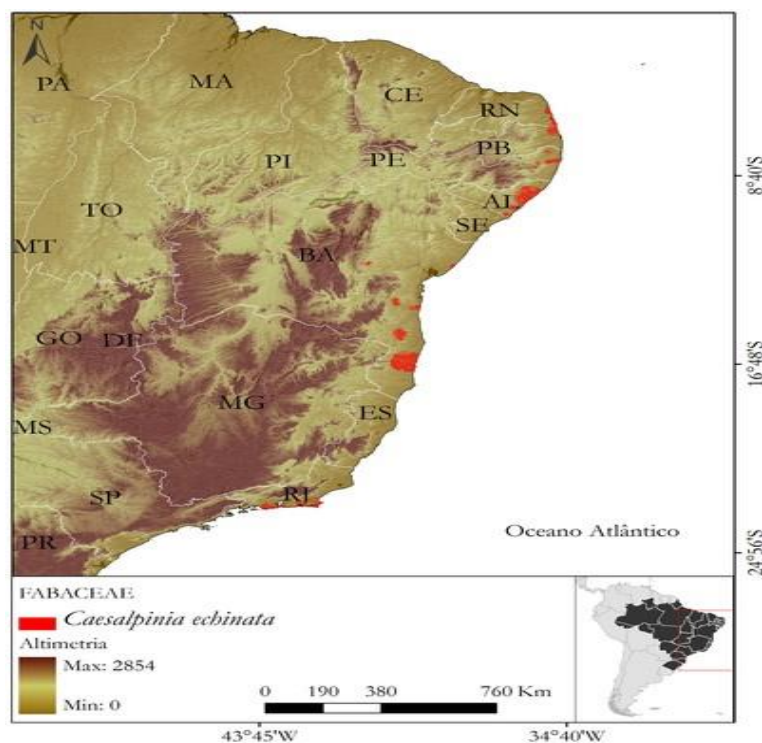 N
PA
MA
CE
RN
PB
PI
PE
AL
SE
TO
MT
BA
8°40'S
GO
DF
16°48'S
MG
ES
MS
SP
RJ
PR
Oceano Atlântico
24°56'S
FABACEAE
Caesalpinia echinata
Altimetria
Max: 2854
Min: 0
0 190 380 760 Km
43°45'W 34°40'W